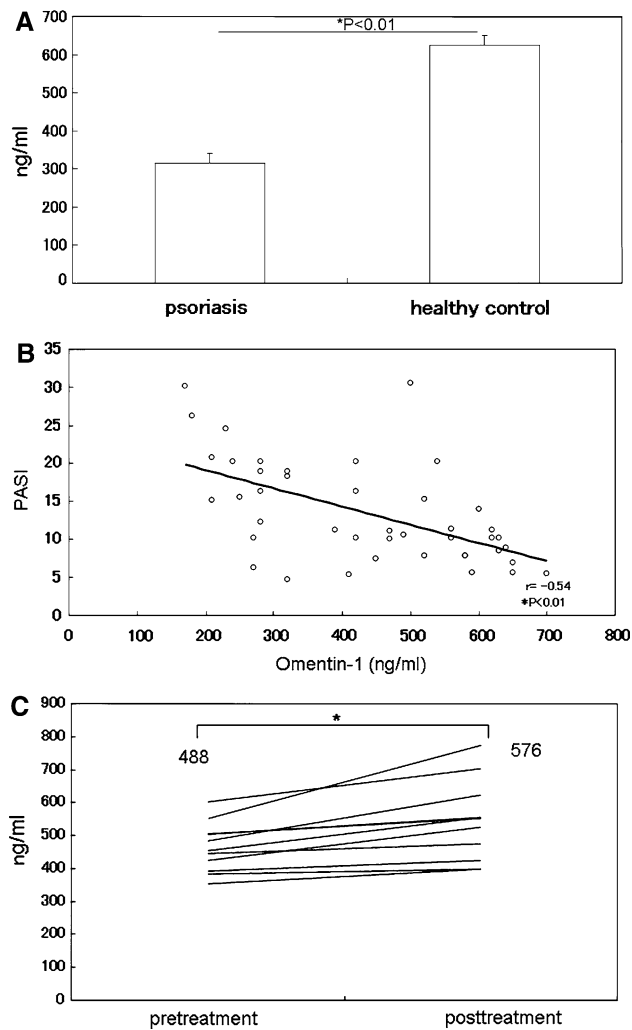 A
700
600
500
400
300
200
100
0
ng/ml
*P<0.01
psoriasis healthy control
B
35
30
25
20
15
10
5
0
PASI
r= -0.54
*P<0.01
0 100 200 300 400 500 600 700 800
Omentin-1 (ng/ml)
C
900
800
700
600
500
400
300
200
100
0
ng/ml
*
488 576
pretreatment posttreatment